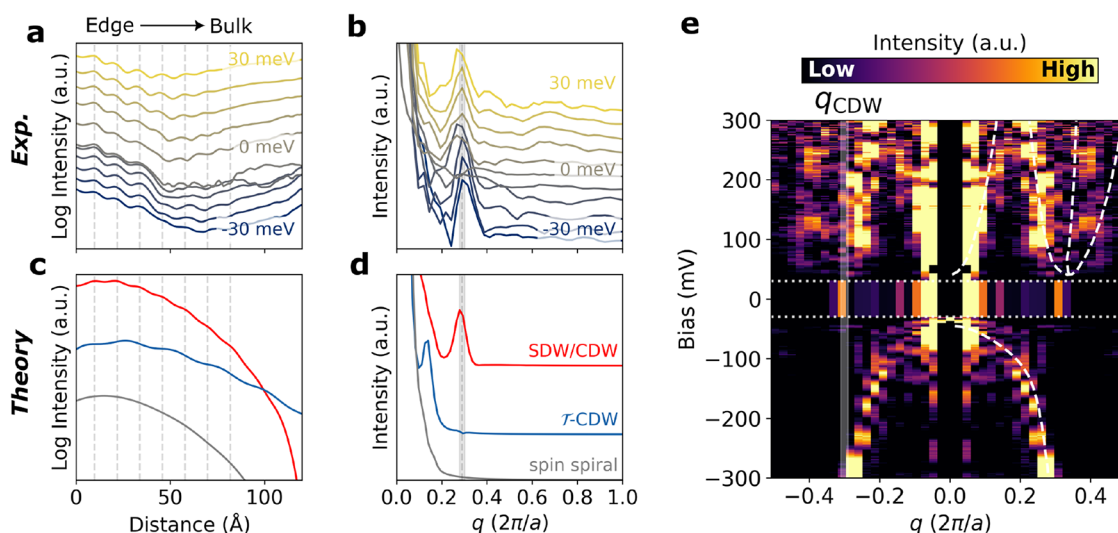 Edge Bulk
a
Exp.
Log Intensity (a.u.)
30 meV
0 meV
-30 meV
b
Intensity (a.u.)
30 meV
0 meV
-30 meV
c
Theory
Log Intensity (a.u.)
0 50 100
Distance (Å)
d
Intensity (a.u.)
SDW/CDW
𝒯-CDW
spin spiral
0.0 0.2 0.4 0.6 0.8 1.0
q (2π/a)
e
Intensity (a.u.)
Low High
qCDW
Bias (mV)
300
200
100
0
−100
−200
−300
−0.4 −0.2 0.0 0.2 0.4
q (2π/a)